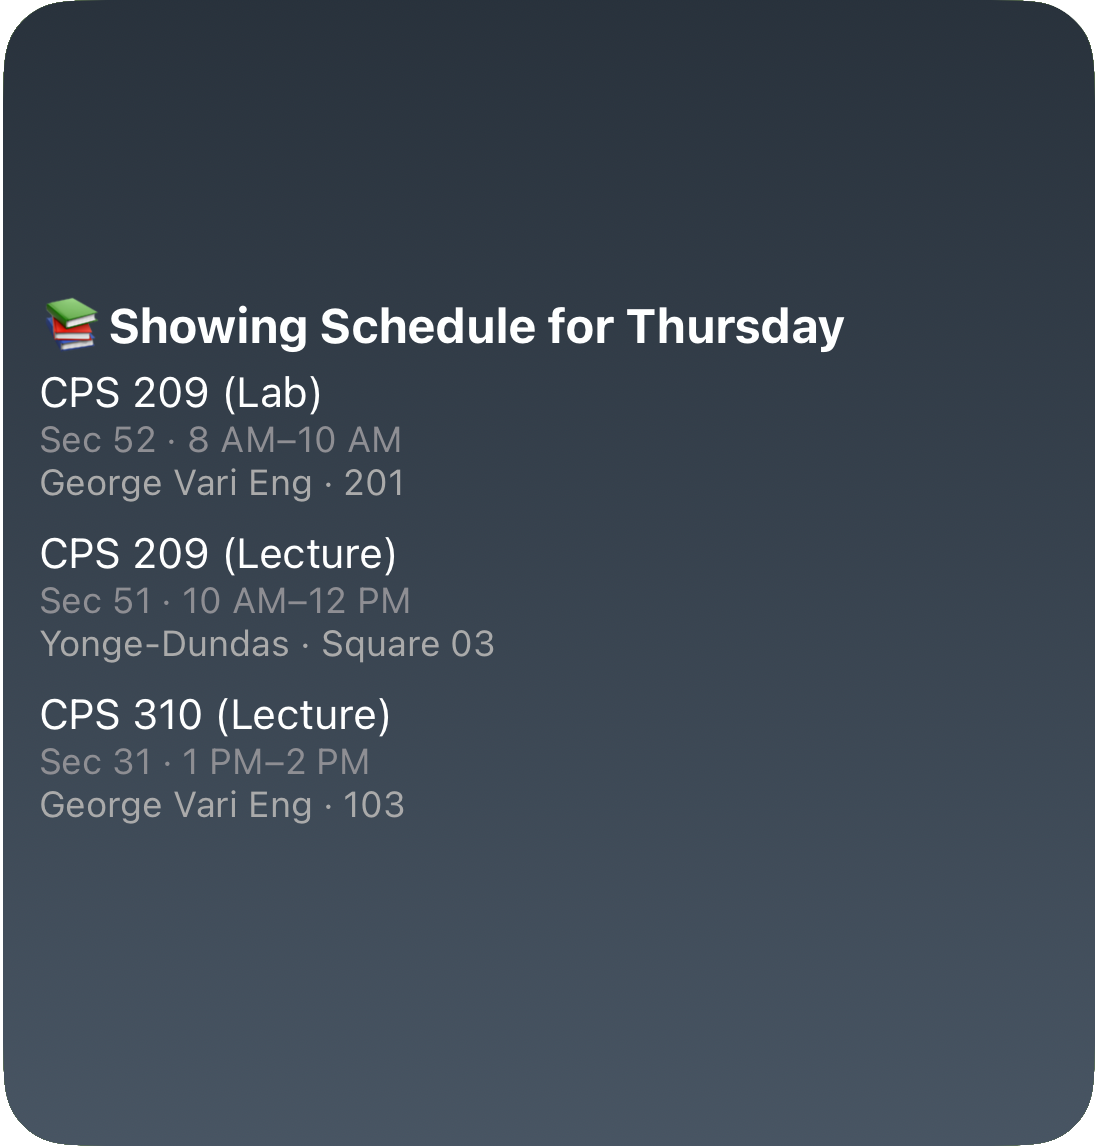 📚 Showing Schedule for Thursday
CPS 209 (Lab)
Sec 52 · 8 AM–10 AM
George Vari Eng · 201
CPS 209 (Lecture)
Sec 51 · 10 AM–12 PM
Yonge-Dundas · Square 03
CPS 310 (Lecture)
Sec 31 · 1 PM–2 PM
George Vari Eng · 103